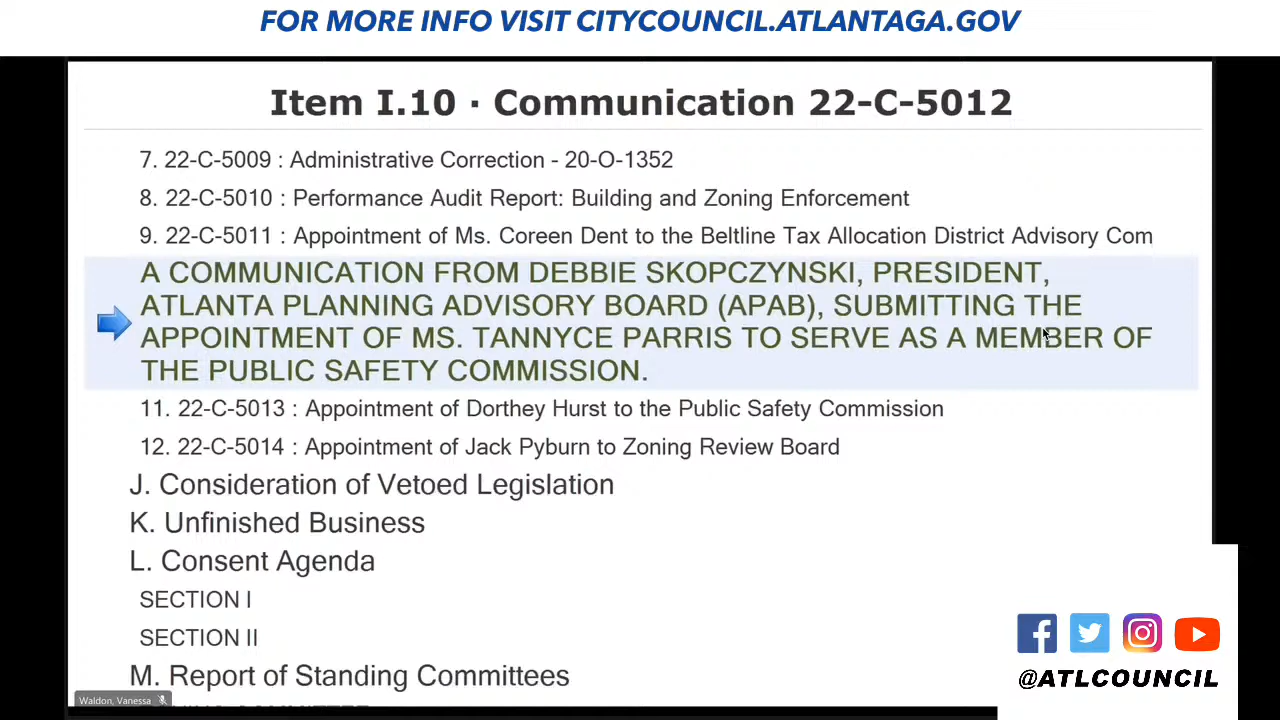 FOR MORE INFO VISIT CITYCOUNCIL.ATLANTAGA.GOV
Item I.10 · Communication 22-C-5012
7. 22-C-5009 : Administrative Correction - 20-O-1352
8. 22-C-5010 : Performance Audit Report: Building and Zoning Enforcement
9. 22-C-5011 : Appointment of Ms. Coreen Dent to the Beltline Tax Allocation District Advisory Com
A COMMUNICATION FROM DEBBIE SKOPCZYNSKI, PRESIDENT,
ATLANTA PLANNING ADVISORY BOARD (APAB), SUBMITTING THE
APPOINTMENT OF MS. TANNYCE PARRIS TO SERVE AS A MEMBER OF
THE PUBLIC SAFETY COMMISSION.
11. 22-C-5013 : Appointment of Dorthey Hurst to the Public Safety Commission
12. 22-C-5014 : Appointment of Jack Pyburn to Zoning Review Board
J. Consideration of Vetoed Legislation
K. Unfinished Business
L. Consent Agenda
SECTION I
SECTION II
M. Report of Standing Committees
Waldon, Vanessa
@ATLCOUNCIL